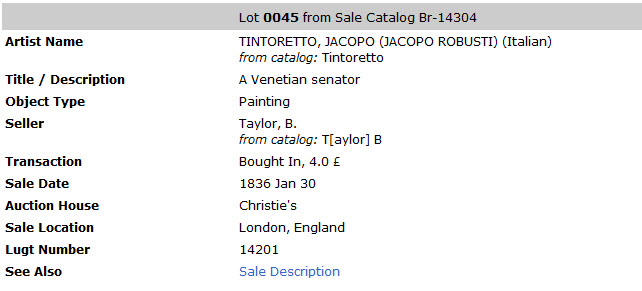 Lot 0045 from Sale Catalog Br-14304
Artist Name TINTORETTO, JACOPO (JACOPO ROBUSTI) (Italian)
from catalog: Tintoretto
Title / Description A Venetian senator
Object Type Painting
Seller Taylor, B.
from catalog: T[aylor] B
Transaction Bought In, 4.0 £
Sale Date 1836 Jan 30
Auction House Christie's
Sale Location London, England
Lugt Number 14201
See Also Sale Description